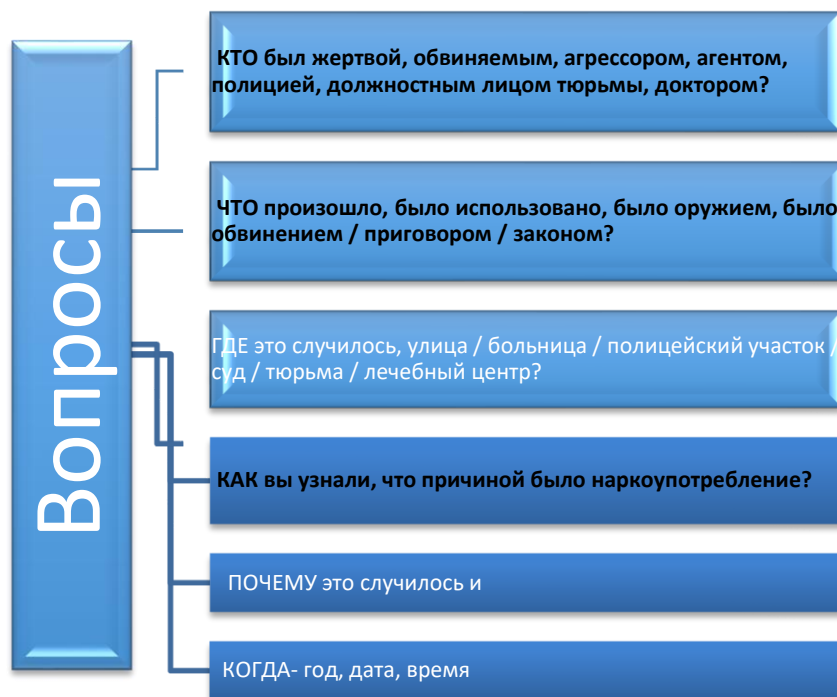 Вопросы
КТО был жертвой, обвиняемым, агрессором, агентом,
полицией, должностным лицом тюрьмы, доктором?
ЧТО произошло, было использовано, было оружием, было
обвинением / приговором / законом?
ГДЕ это случилось, улица / больница / полицейский участок /
суд / тюрьма / лечебный центр?
КАК вы узнали, что причиной было наркоупотребление?
ПОЧЕМУ это случилось и
КОГДА- год, дата, время